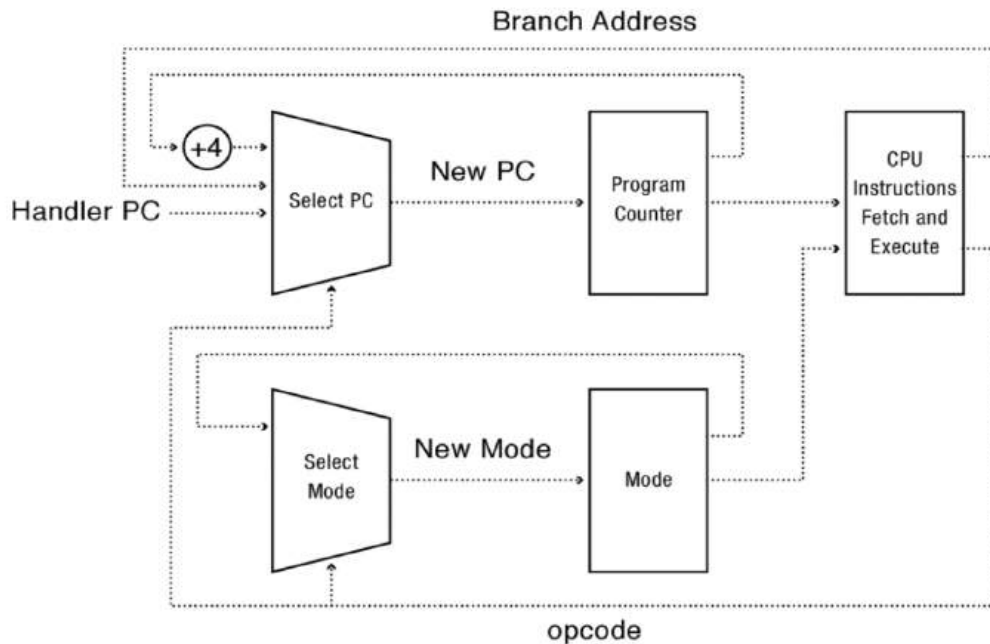 Branch Address
+4
Select PC
New PC
Program
Counter
CPU
Instructions
Fetch and
Execute
Handler PC
Select
Mode
New Mode
Mode
opcode